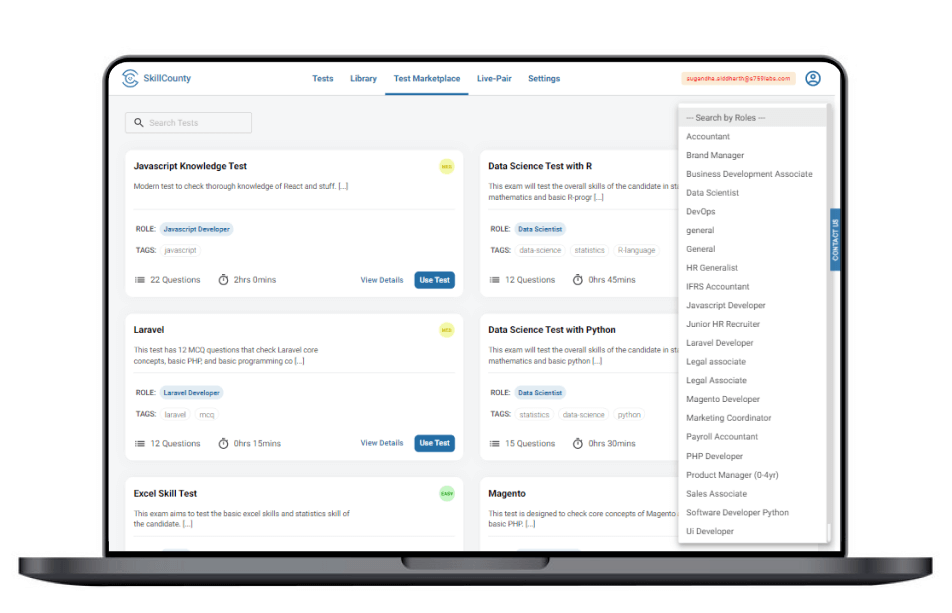 SkillCounty
Tests
Library
Test Marketplace
Live-Pair
Settings
sugandha.siddharth@s759labs.com
Search Tests
Javascript Knowledge Test
MED
Modern test to check thorough knowledge of React and stuff. [...]
ROLE: Javascript Developer
TAGS: javascript
22 Questions
2hrs 0mins
View Details
Use Test
Data Science Test with R
This exam will test the overall skills of the candidate in
mathematics and basic R-progr [...]
ROLE: Data Scientist
TAGS: data-science statistics R-language
12 Questions
0hrs 45mins
Laravel
MED
This test has 12 MCQ questions that check Laravel core
concepts, basic PHP, and basic programming co [...]
ROLE: Laravel Developer
TAGS: laravel mcq
12 Questions
0hrs 15mins
View Details
Use Test
Data Science Test with Python
This exam will test the overall skills of the candidate in
mathematics and basic python [...]
ROLE: Data Scientist
TAGS: statistics data-science python
15 Questions
0hrs 30mins
Excel Skill Test
EASY
This exam aims to test the basic excel skills and statistics skill of
the candidate. [...]
Magento
This test is designed to check core concepts of Magento
basic PHP. [...]
--- Search by Roles ---
Accountant
Brand Manager
Business Development Associate
Data Scientist
DevOps
general
General
HR Generalist
IFRS Accountant
Javascript Developer
Junior HR Recruiter
Laravel Developer
Legal associate
Legal Associate
Magento Developer
Marketing Coordinator
Payroll Accountant
PHP Developer
Product Manager (0-4yr)
Sales Associate
Software Developer Python
Ui Developer
CONTACT US